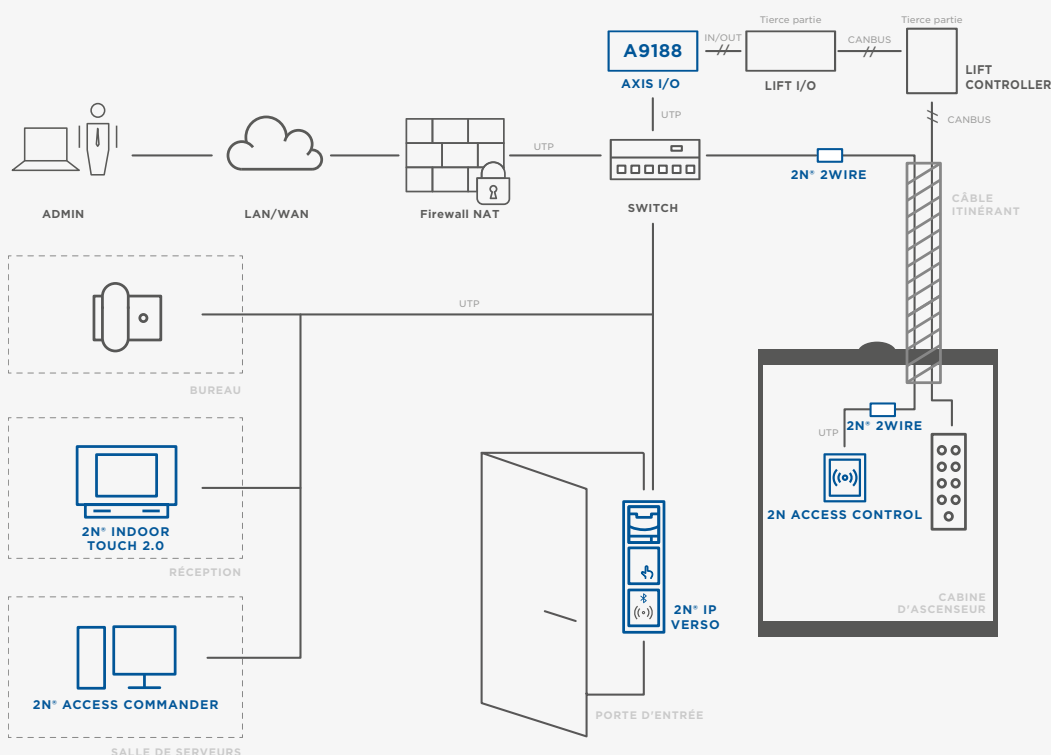 Tierce partie
Tierce partie
A9188
IN/OUT
CANBUS
AXIS I/O
LIFT I/O
LIFT
CONTROLLER
UTP
CANBUS
UTP
2N® 2WIRE
ADMIN
LAN/WAN
Firewall NAT
SWITCH
CÂBLE
ITINÉRANT
UTP
BUREAU
2N® 2WIRE
UTP
2N ACCESS CONTROL
2N® INDOOR
TOUCH 2.0
RÉCEPTION
CABINE
D'ASCENSEUR
2N® IP
VERSO
2N® ACCESS COMMANDER
PORTE D'ENTRÉE
SALLE DE SERVEURS